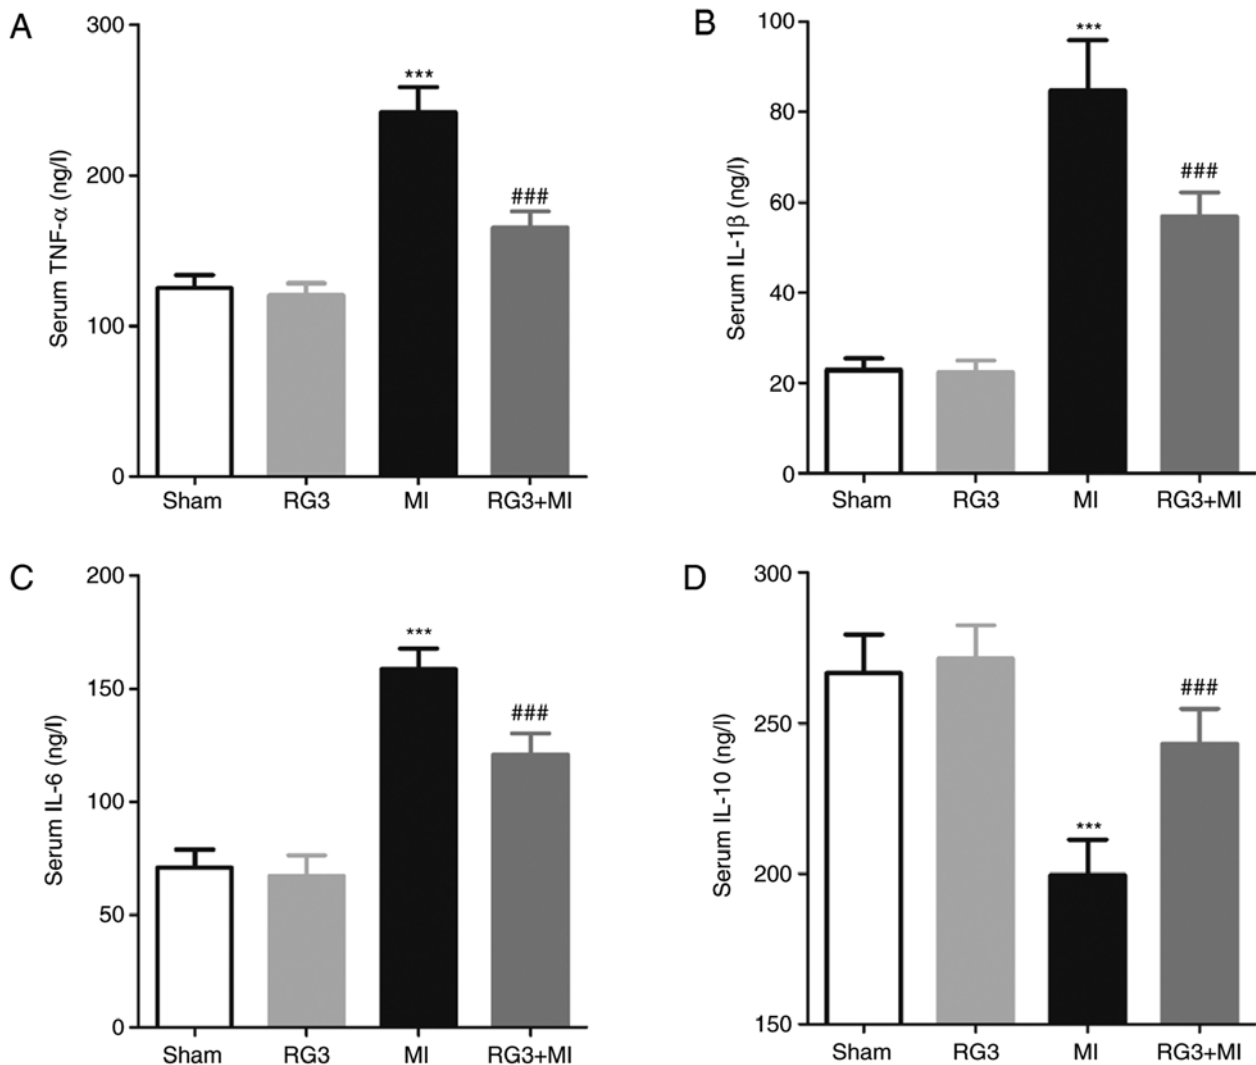 A
Serum TNF-α (ng/l)
300
200
100
0
***
###
Sham RG3 MI RG3+MI
B
Serum IL-1β (ng/l)
100
80
60
40
20
0
***
###
Sham RG3 MI RG3+MI
C
Serum IL-6 (ng/l)
200
150
100
50
0
***
###
Sham RG3 MI RG3+MI
D
Serum IL-10 (ng/l)
300
250
200
150
***
###
Sham RG3 MI RG3+MI